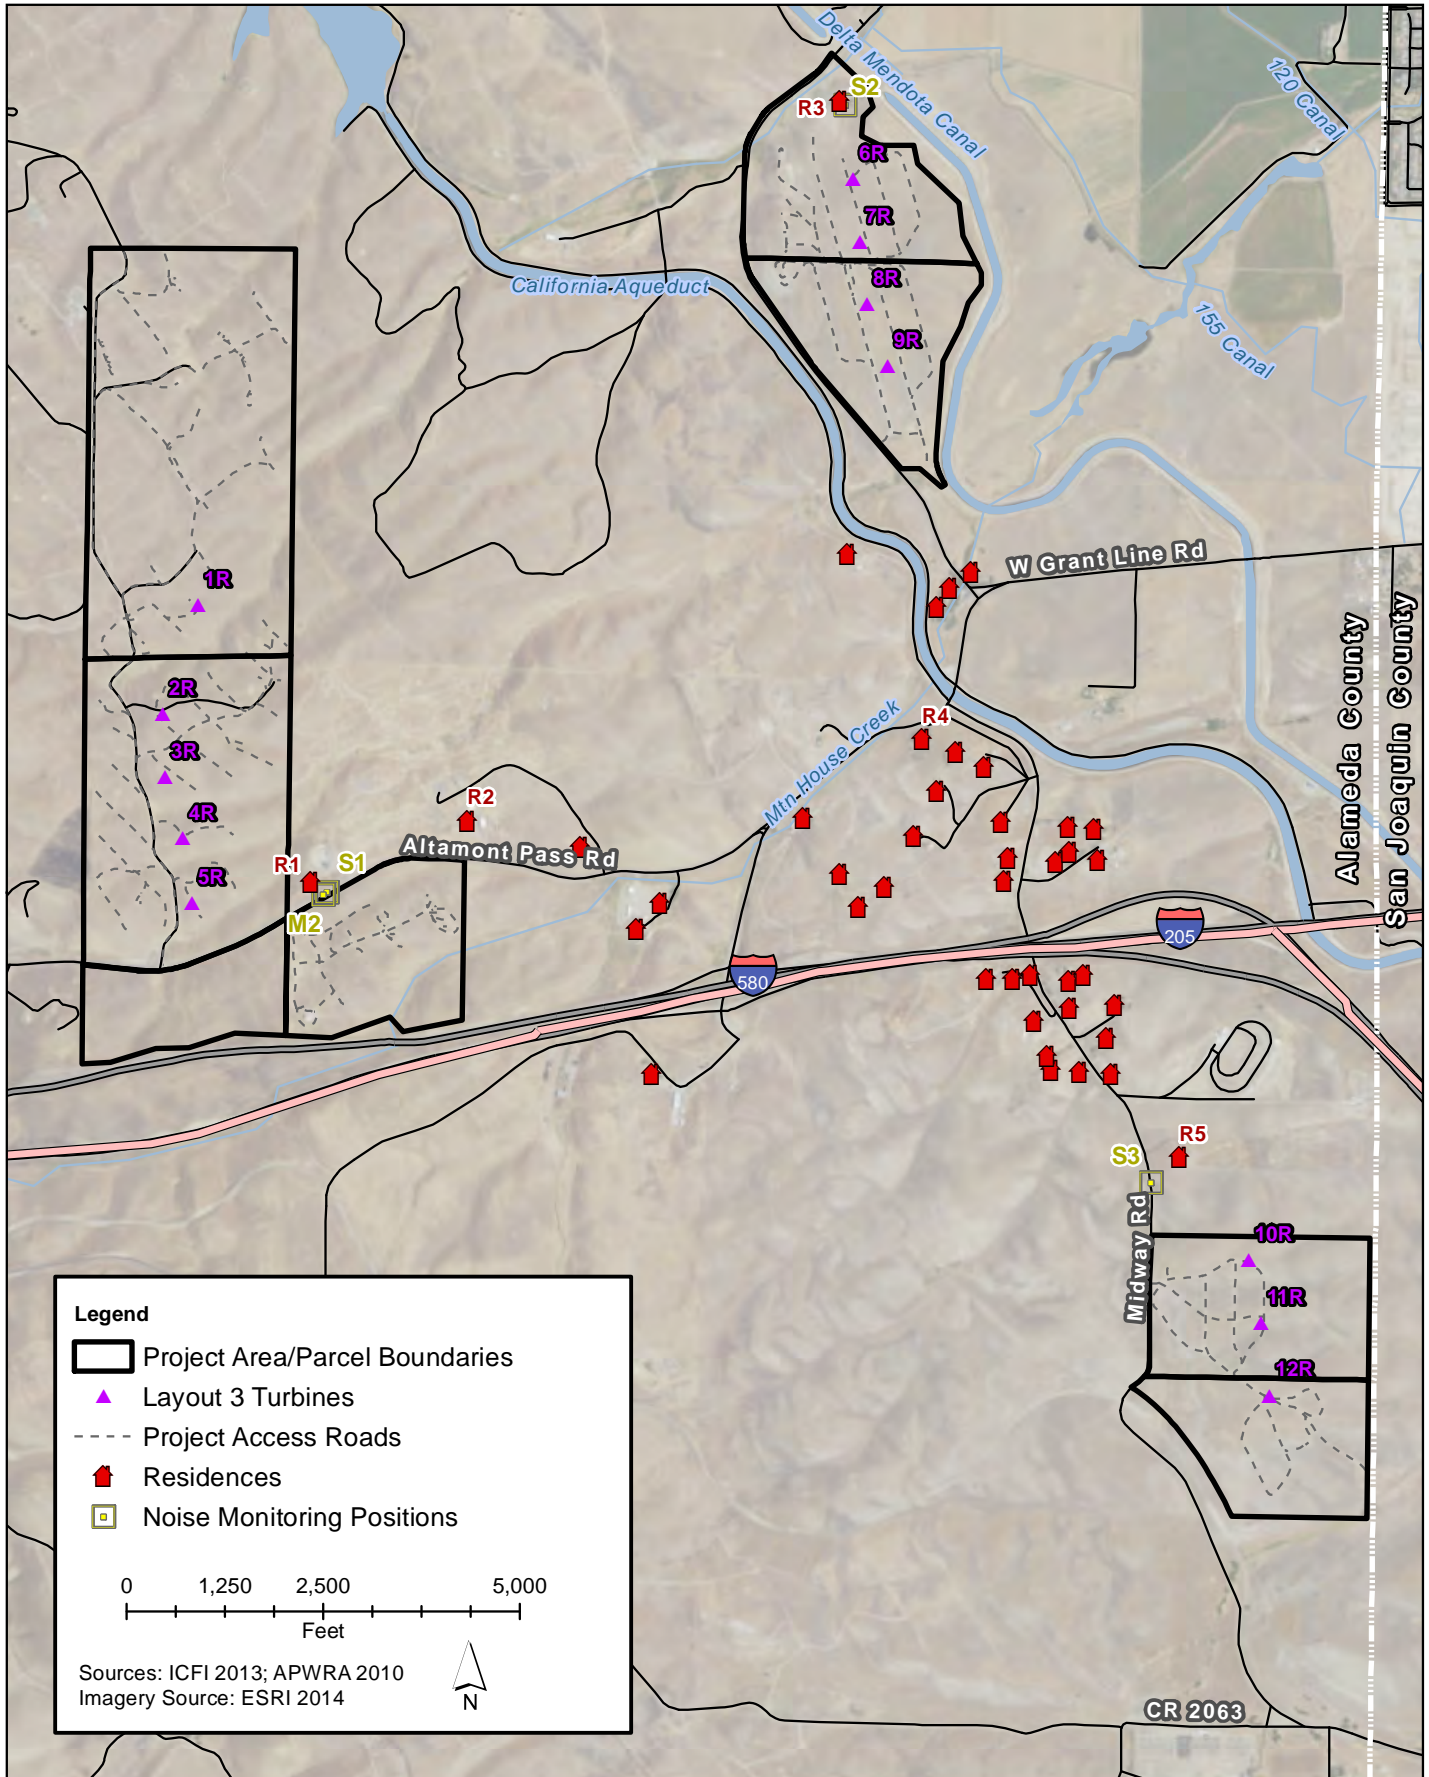 Delta Mendota Canal
S2
R3
120 Canal
6R
7R
California Aqueduct
8R
155 Canal
9R
W Grant Line Rd
1R
Alameda County
San Joaquin County
2R
R4
3R
Mtn House Creek
R2
4R
Altamont Pass Rd
R1
S1
5R
M2
205
580
R5
S3
Midway Rd
10R
11R
12R
Legend
Project Area/Parcel Boundaries
Layout 3 Turbines
Project Access Roads
Residences
Noise Monitoring Positions
0 1,250 2,500 5,000
Feet
Sources: ICFI 2013; APWRA 2010
Imagery Source: ESRI 2014
N
CR 2063